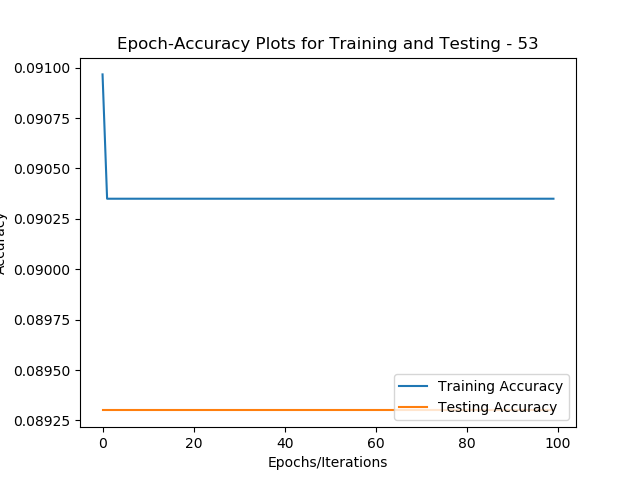 Epoch-Accuracy Plots for Training and Testing - 53
0.09100
0.09075
0.09050
0.09025
0.09000
0.08975
0.08950
0.08925
Accuracy
Training Accuracy
Testing Accuracy
0 20 40 60 80 100
Epochs/Iterations